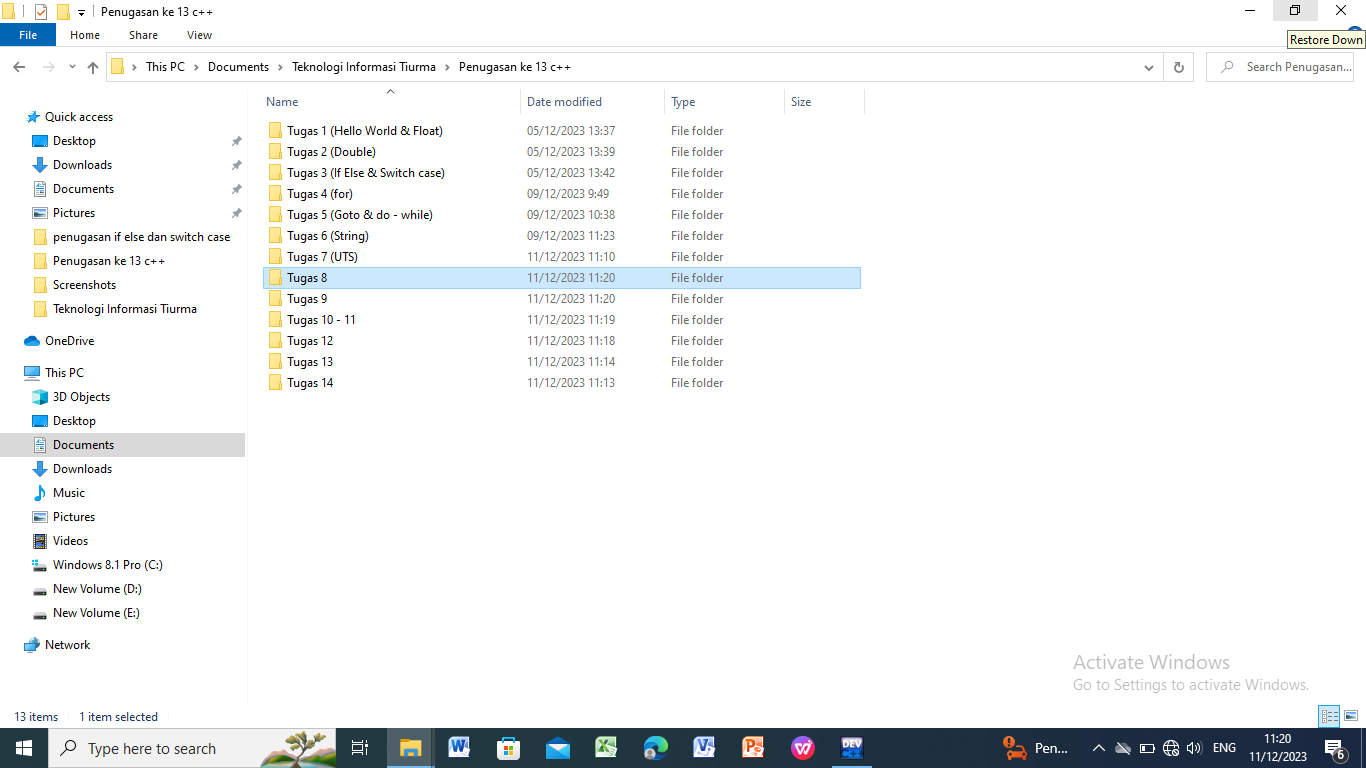 Penugasan ke 13 c++
File Home Share View
Restore Down
This PC Documents Teknologi Informasi Tiurma Penugasan ke 13 c++
Search Penugasan...
Name Date modified Type Size
Quick access
Desktop
Downloads
Documents
Pictures
penugasan if else dan switch case
Penugasan ke 13 c++
Screenshots
Teknologi Informasi Tiurma
OneDrive
This PC
3D Objects
Desktop
Documents
Downloads
Music
Pictures
Videos
Windows 8.1 Pro (C:)
New Volume (D:)
New Volume (E:)
Network
Tugas 1 (Hello World & Float) 05/12/2023 13:37 File folder
Tugas 2 (Double) 05/12/2023 13:39 File folder
Tugas 3 (If Else & Switch case) 05/12/2023 13:42 File folder
Tugas 4 (for) 09/12/2023 9:49 File folder
Tugas 5 (Goto & do - while) 09/12/2023 10:38 File folder
Tugas 6 (String) 09/12/2023 11:23 File folder
Tugas 7 (UTS) 11/12/2023 11:10 File folder
Tugas 8 11/12/2023 11:20 File folder
Tugas 9 11/12/2023 11:20 File folder
Tugas 10 - 11 11/12/2023 11:19 File folder
Tugas 12 11/12/2023 11:18 File folder
Tugas 13 11/12/2023 11:14 File folder
Tugas 14 11/12/2023 11:13 File folder
Activate Windows
Go to Settings to activate Windows.
13 items 1 item selected
Type here to search
DEV
Pen...
ENG
11:20
11/12/2023
6